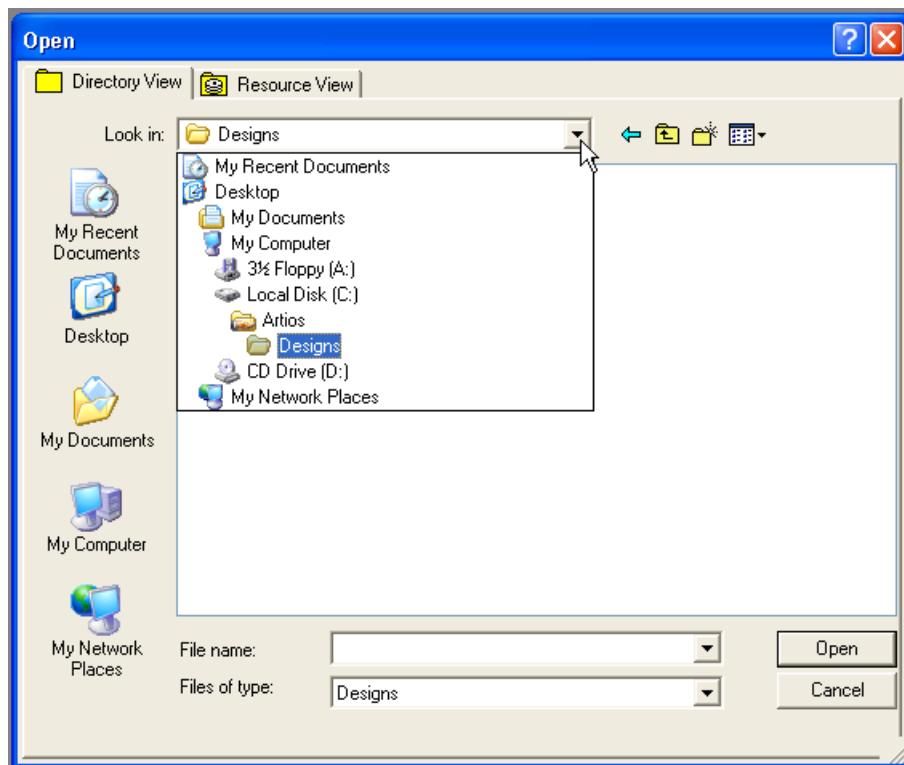 Open
Directory View
Resource View
Look in:
Designs
My Recent Documents
Desktop
My Documents
My Computer
3½ Floppy (A:)
Local Disk (C:)
Artios
Designs
CD Drive (D:)
My Network Places
My Recent
Documents
Desktop
My Documents
My Computer
My Network
Places
File name:
Open
Files of type:
Designs
Cancel